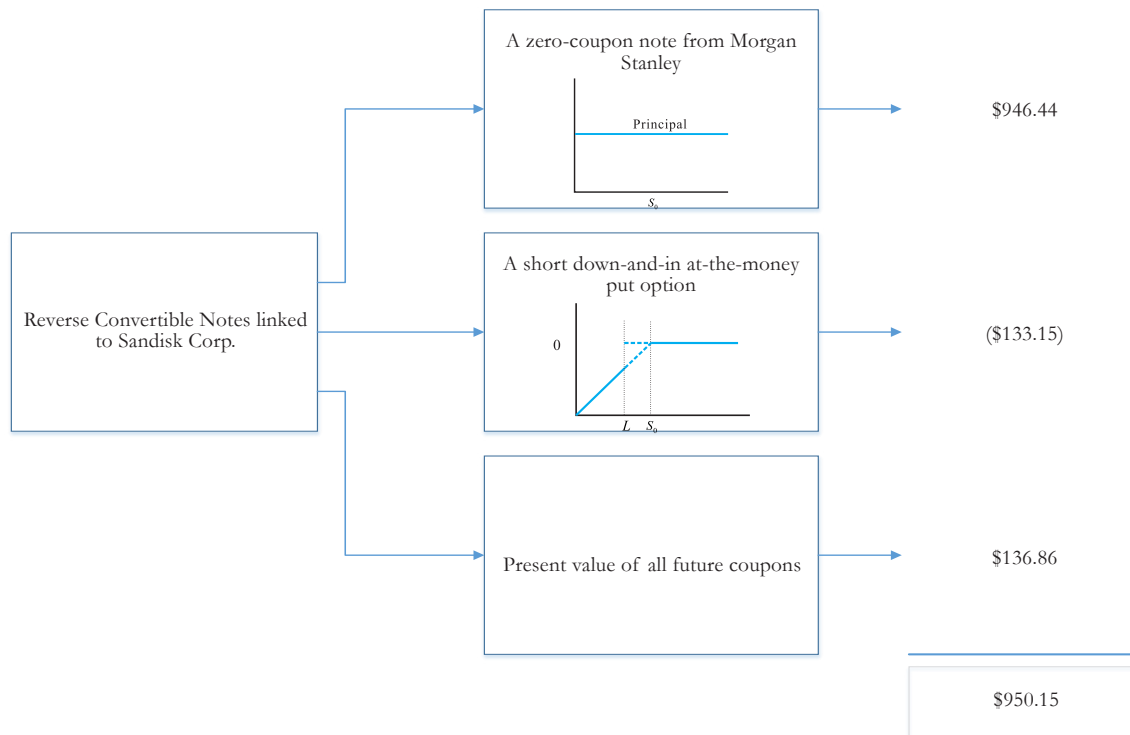 A zero-coupon note from Morgan
Stanley
Principal
S₀
$946.44
Reverse Convertible Notes linked
to Sandisk Corp.
A short down-and-in at-the-money
put option
0
L S₀
($133.15)
Present value of all future coupons
$136.86
$950.15